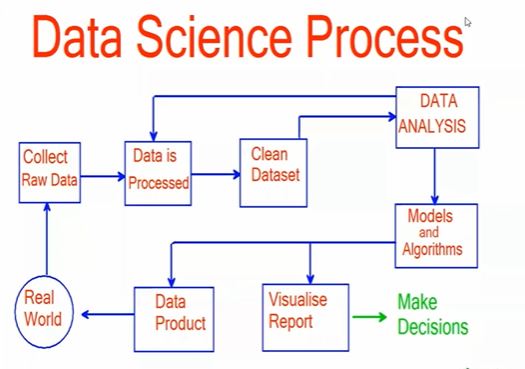 Data Science Process
DATA
ANALYSIS
Collect
Raw Data
Data is
Processed
Clean
Dataset
Models
and
Algorithms
Real
World
Data
Product
Visualise
Report
Make
Decisions